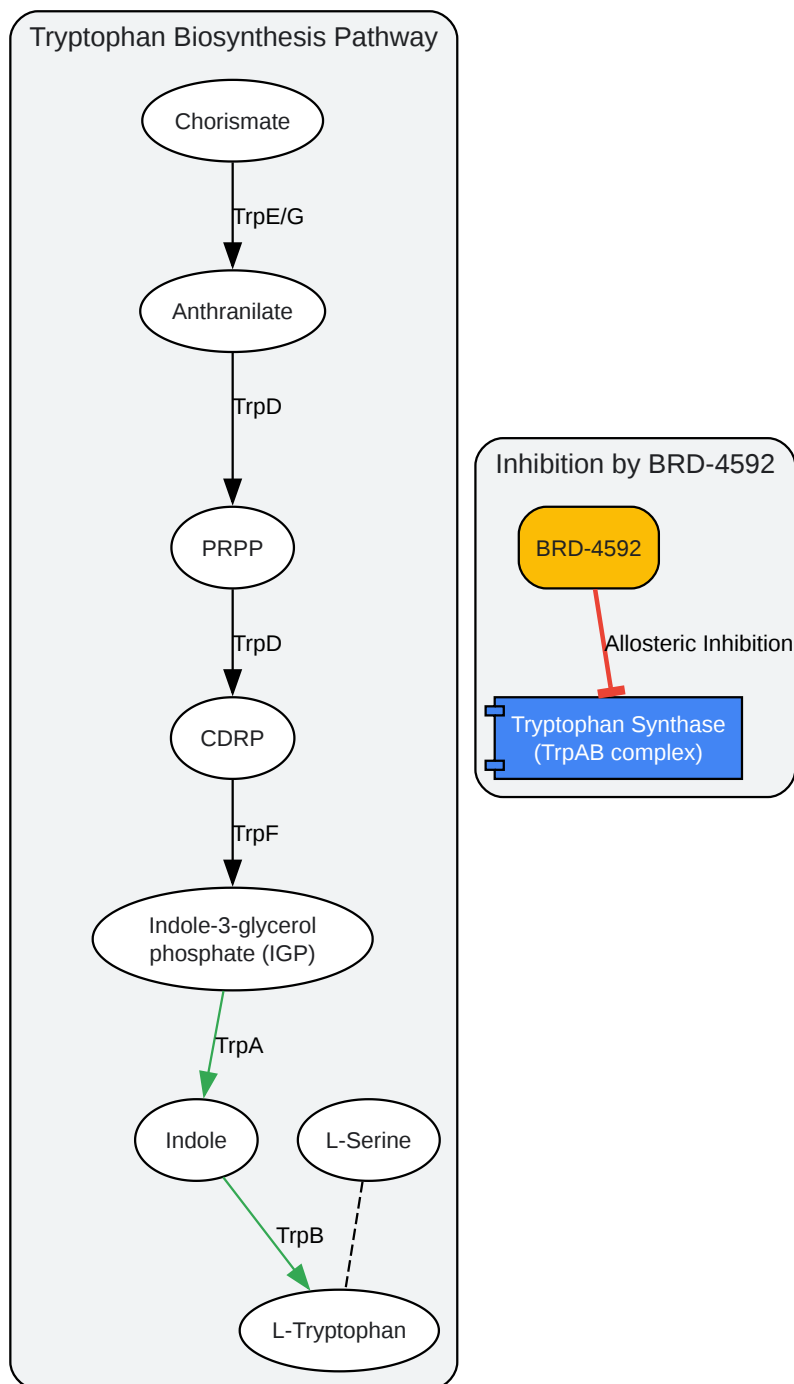 Tryptophan Biosynthesis Pathway
Chorismate
TrpE/G
Anthranilate
TrpD
PRPP
TrpD
CDRP
TrpF
Indole-3-glycerol
phosphate (IGP)
TrpA
Indole
L-Serine
TrpB
L-Tryptophan
Inhibition by BRD-4592
BRD-4592
Allosteric Inhibition
Tryptophan Synthase
(TrpAB complex)